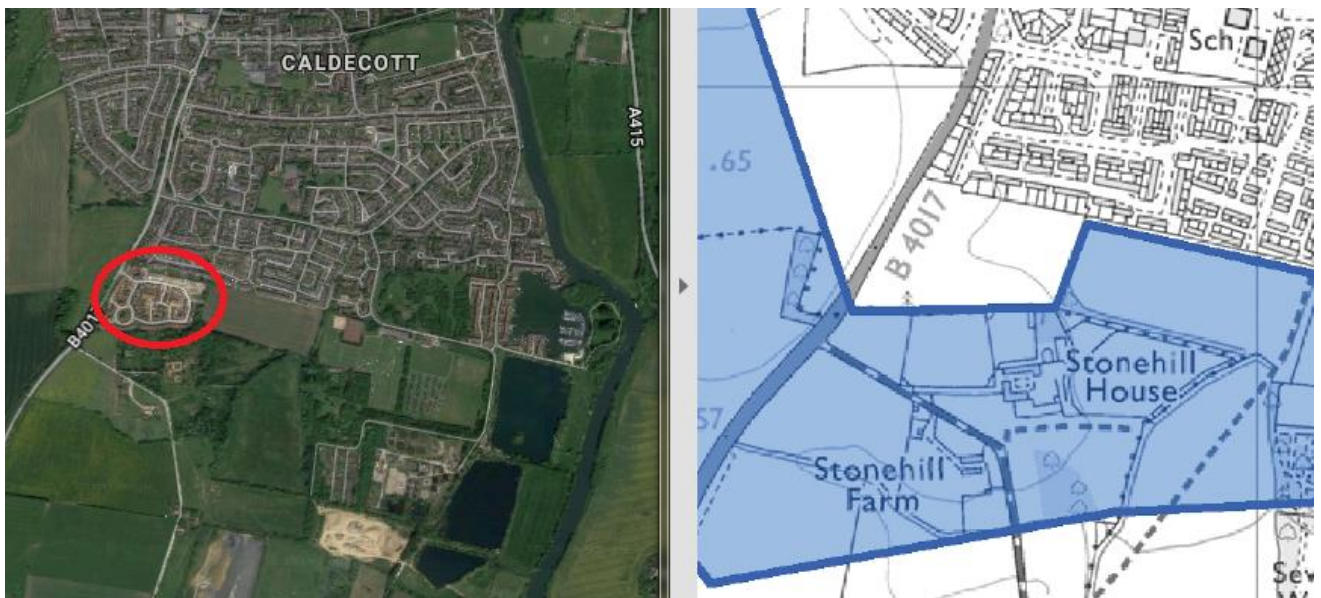 CALDECOTT
A415
B401
Sch
.65
B 4017
Stonehill
House
57
Stonehill
Farm
Sev